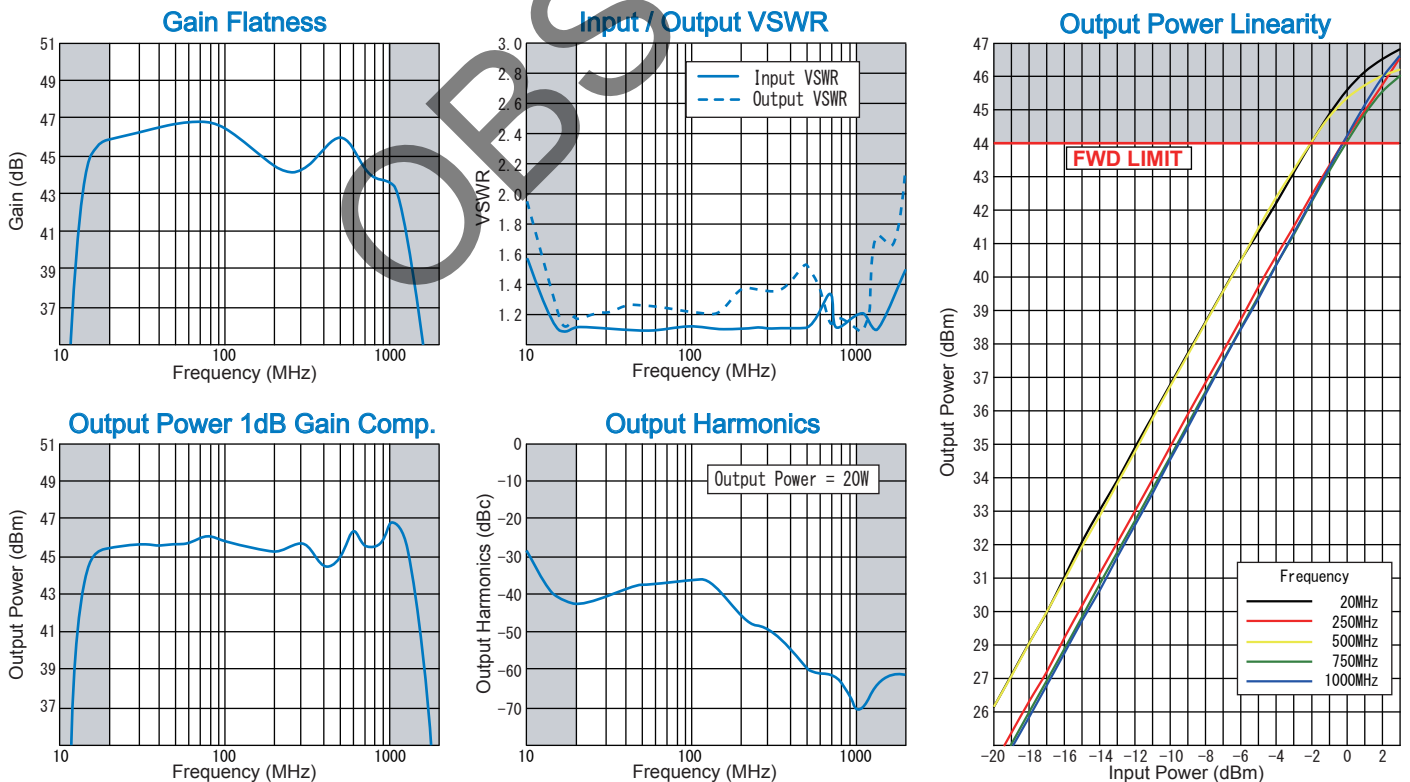 Gain Flatness
Gain (dB)
51
49
47
45
43
41
39
37
10 100 1000
Frequency (MHz)
Input / Output VSWR
VSWR
3.0
2.8
2.6
2.4
2.2
2.0
1.8
1.6
1.4
1.2
Input VSWR
Output VSWR
10 100 1000
Frequency (MHz)
OBS
Output Power 1dB Gain Comp.
Output Power (dBm)
51
49
47
45
43
41
39
37
10 100 1000
Frequency (MHz)
Output Harmonics
Output Harmonics (dBc)
0
-10
-20
-30
-40
-50
-60
-70
Output Power = 20W
10 100 1000
Frequency (MHz)
Output Power Linearity
Output Power (dBm)
47
46
45
44
43
42
41
40
39
38
37
36
35
34
33
32
31
30
29
27
26
FWD LIMIT
Frequency
20MHz
250MHz
500MHz
750MHz
1000MHz
-20 -18 -16 -14 -12 -10 -8 -6 -4 -2 0 2
Input Power (dBm)